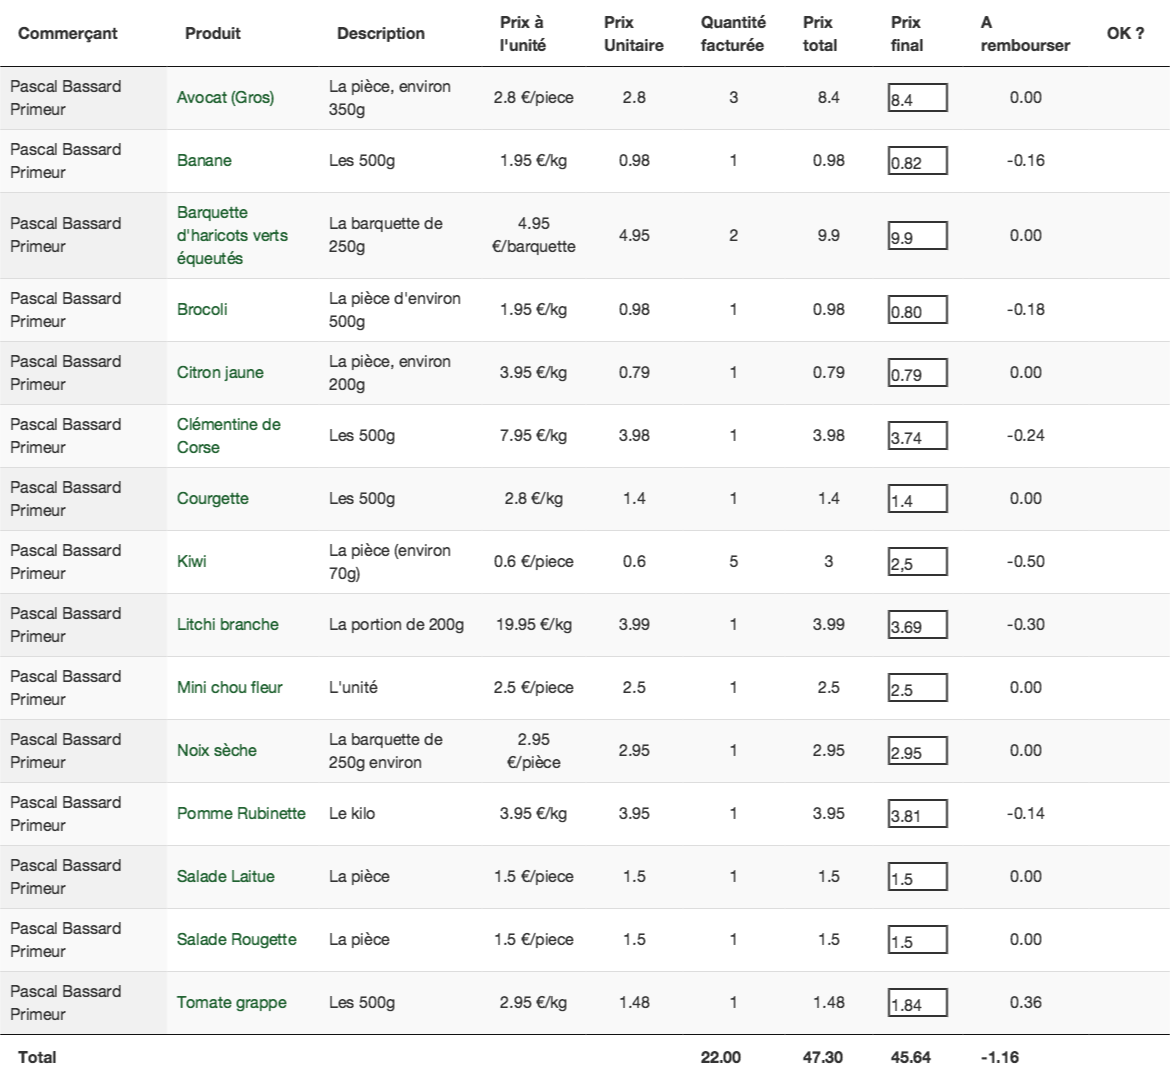 Commerçant Produit Description Prix à l'unité Prix Unitaire Quantité facturée Prix total Prix final A rembourser OK ?
Pascal Bassard Primeur Avocat (Gros) La pièce, environ 350g 2.8 €/piece 2.8 3 8.4 8.4 0.00
Pascal Bassard Primeur Banane Les 500g 1.95 €/kg 0.98 1 0.98 0.82 -0.16
Pascal Bassard Primeur Barquette d'haricots verts équeutés La barquette de 250g 4.95 €/barquette 4.95 2 9.9 9.9 0.00
Pascal Bassard Primeur Brocoli La pièce d'environ 500g 1.95 €/kg 0.98 1 0.98 0.80 -0.18
Pascal Bassard Primeur Citron jaune La pièce, environ 200g 3.95 €/kg 0.79 1 0.79 0.79 0.00
Pascal Bassard Primeur Clémentine de Corse Les 500g 7.95 €/kg 3.98 1 3.98 3.74 -0.24
Pascal Bassard Primeur Courgette Les 500g 2.8 €/kg 1.4 1 1.4 1.4 0.00
Pascal Bassard Primeur Kiwi La pièce (environ 70g) 0.6 €/piece 0.6 5 3 2,5 -0.50
Pascal Bassard Primeur Litchi branche La portion de 200g 19.95 €/kg 3.99 1 3.99 3.69 -0.30
Pascal Bassard Primeur Mini chou fleur L'unité 2.5 €/piece 2.5 1 2.5 2.5 0.00
Pascal Bassard Primeur Noix sèche La barquette de 250g environ 2.95 €/pièce 2.95 1 2.95 2.95 0.00
Pascal Bassard Primeur Pomme Rubinette Le kilo 3.95 €/kg 3.95 1 3.95 3.81 -0.14
Pascal Bassard Primeur Salade Laitue La pièce 1.5 €/piece 1.5 1 1.5 1.5 0.00
Pascal Bassard Primeur Salade Rougette La pièce 1.5 €/piece 1.5 1 1.5 1.5 0.00
Pascal Bassard Primeur Tomate grappe Les 500g 2.95 €/kg 1.48 1 1.48 1.84 0.36
Total 22.00 47.30 45.64 -1.16